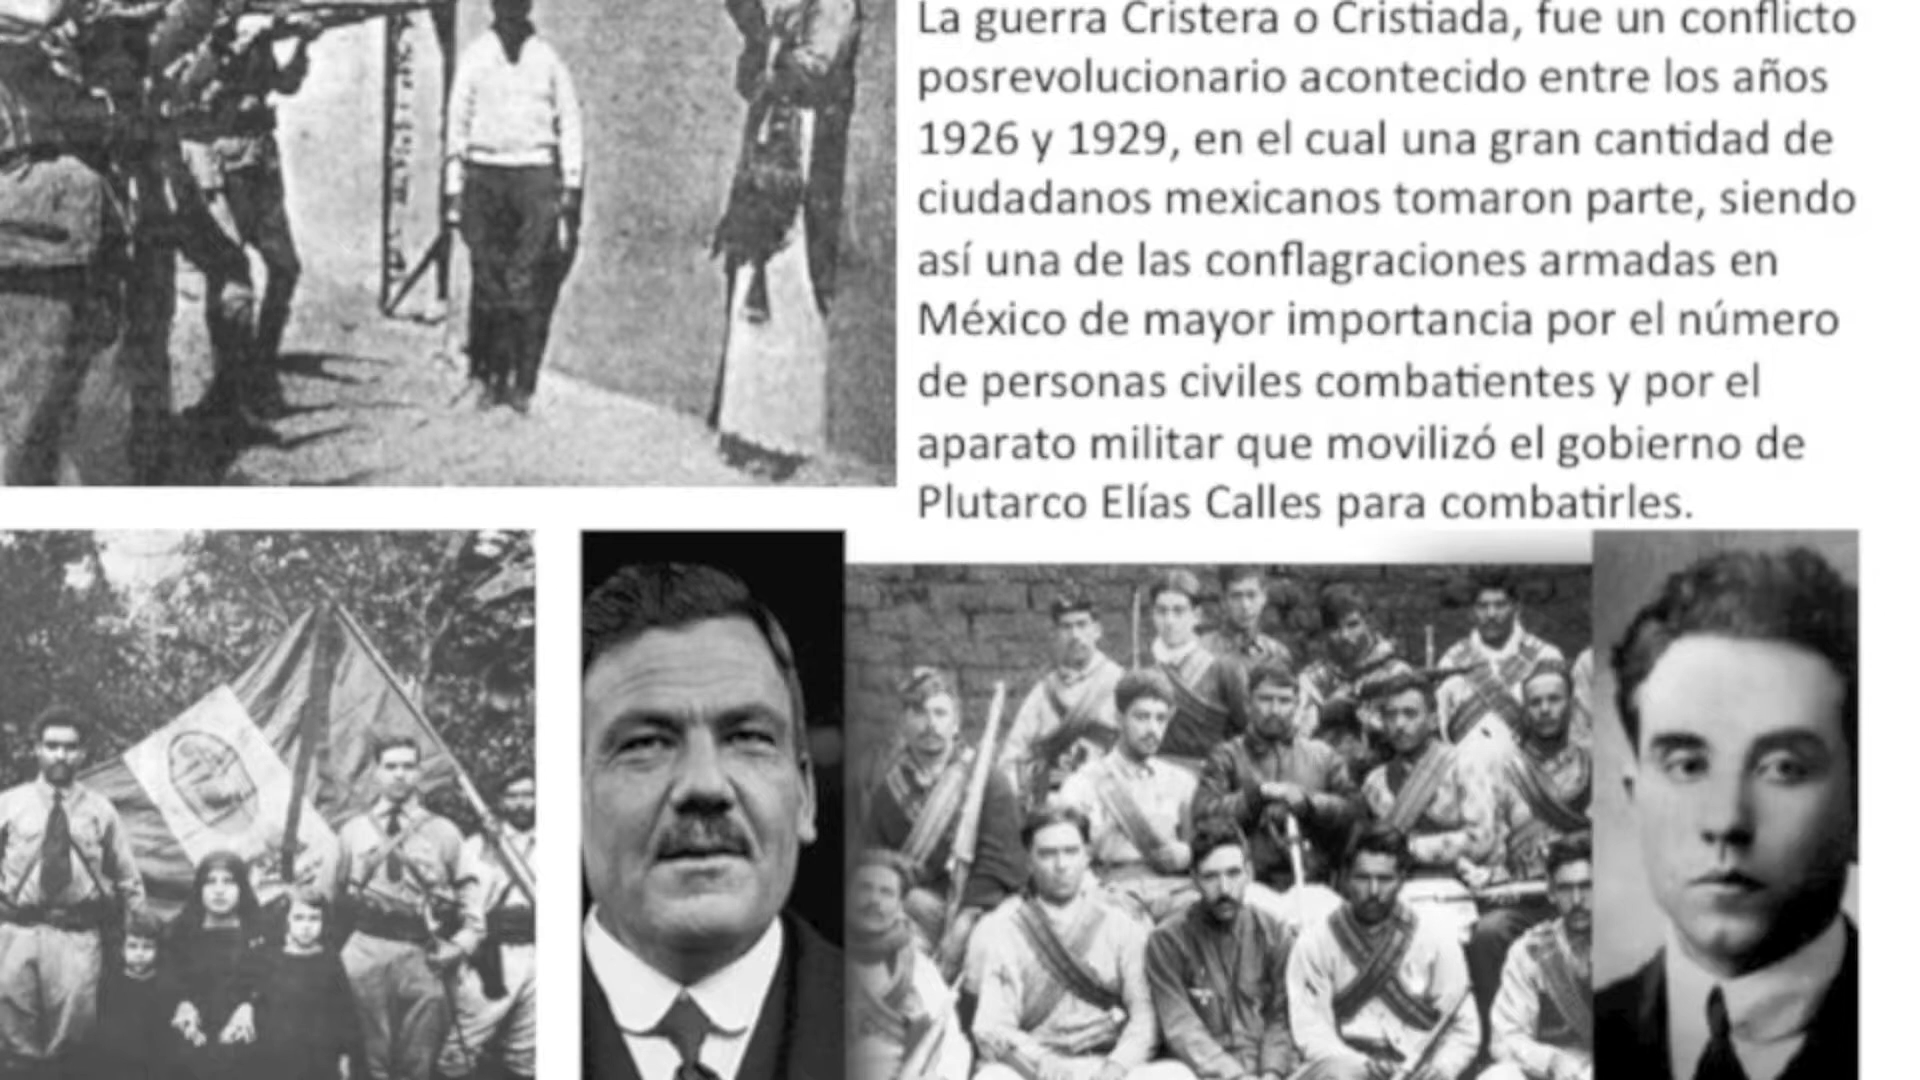 La guerra Cristera o Cristiada, fue un conflicto
posrevolucionario acontecido entre los años
1926 y 1929, en el cual una gran cantidad de
ciudadanos mexicanos tomaron parte, siendo
así una de las conflagraciones armadas en
México de mayor importancia por el número
de personas civiles combatientes y por el
aparato militar que movilizó el gobierno de
Plutarco Elías Calles para combatirles.